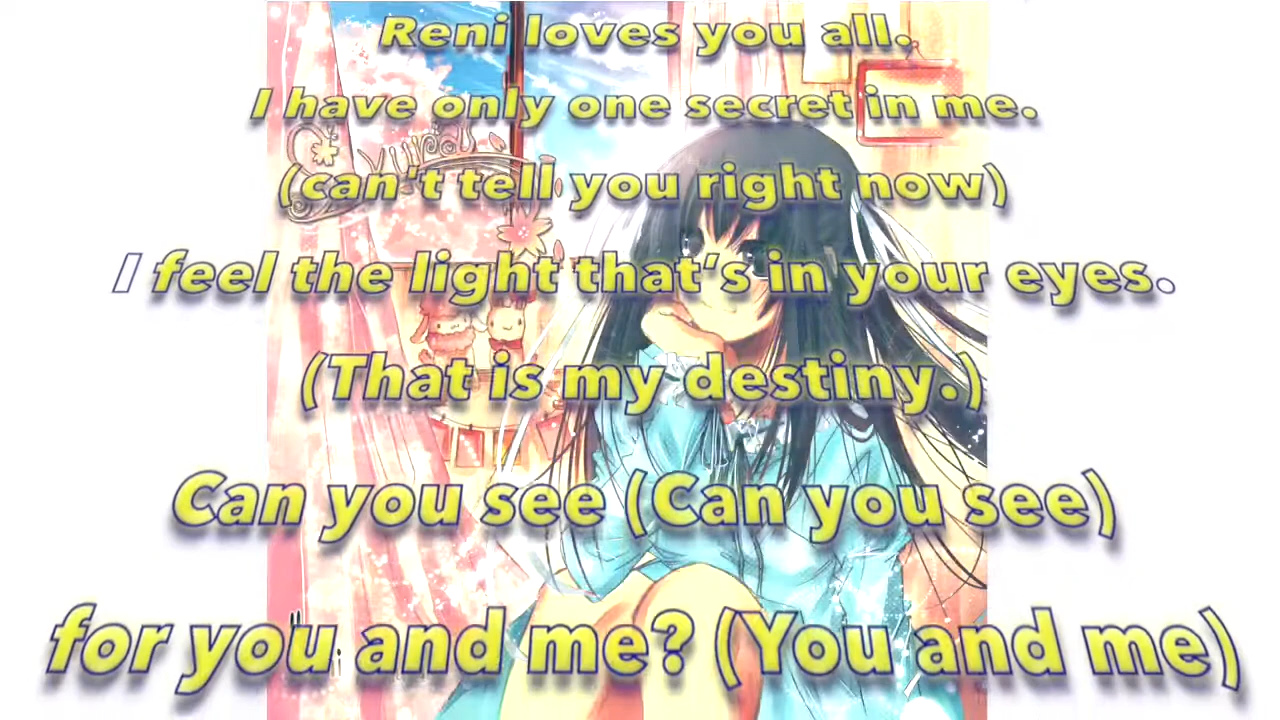 Reni loves you all.
I have only one secret in me.
(can't tell you right now)
I feel the light that's in your eyes.
(That is my destiny.)
Can you see (Can you see)
for you and me? (You and me)